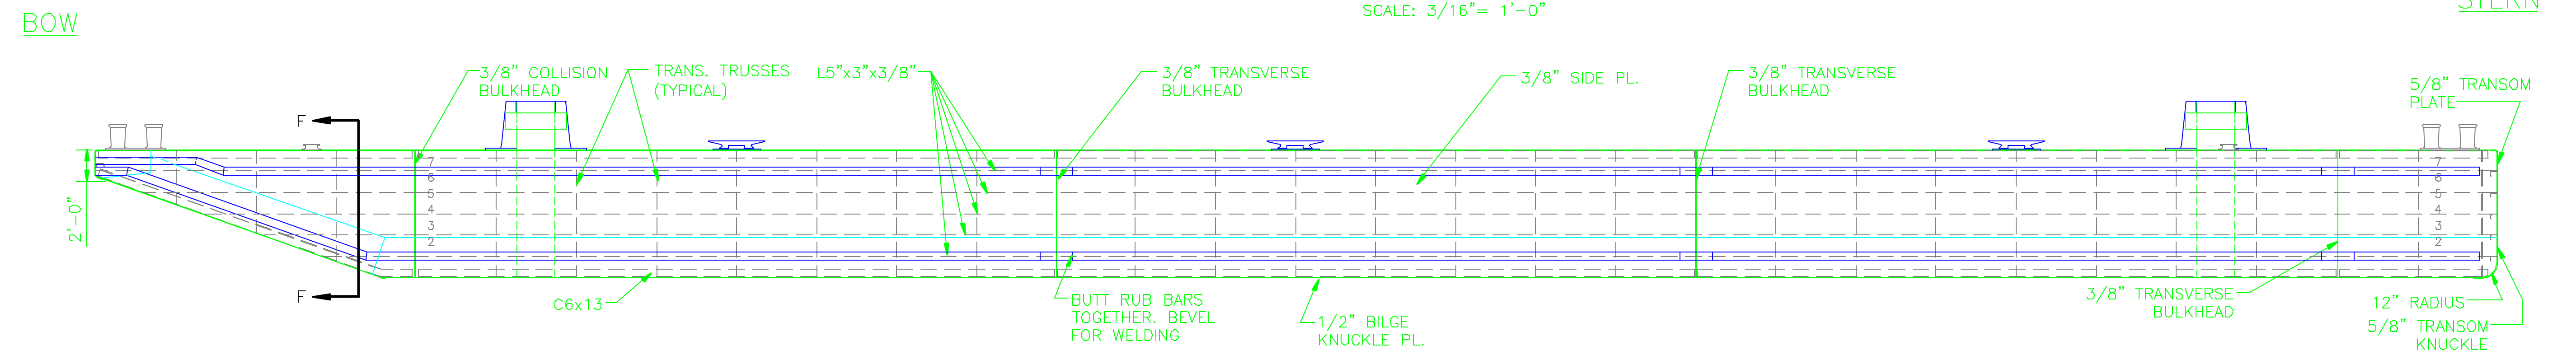 SCALE: 3/16"= 1'-0"
BOW
STERN
3/8" COLLISION
BULKHEAD
TRANS. TRUSSES
(TYPICAL)
L5"x3"x3/8"
3/8" TRANSVERSE
BULKHEAD
3/8" SIDE PL.
3/8" TRANSVERSE
BULKHEAD
5/8" TRANSOM
PLATE
F
7
6
5
4
3
2
7
6
5
4
3
2
2'-0"
F
C6x13
BUTT RUB BARS
TOGETHER, BEVEL
FOR WELDING
1/2" BILGE
KNUCKLE PL.
3/8" TRANSVERSE
BULKHEAD
12" RADIUS
5/8" TRANSOM
KNUCKLE